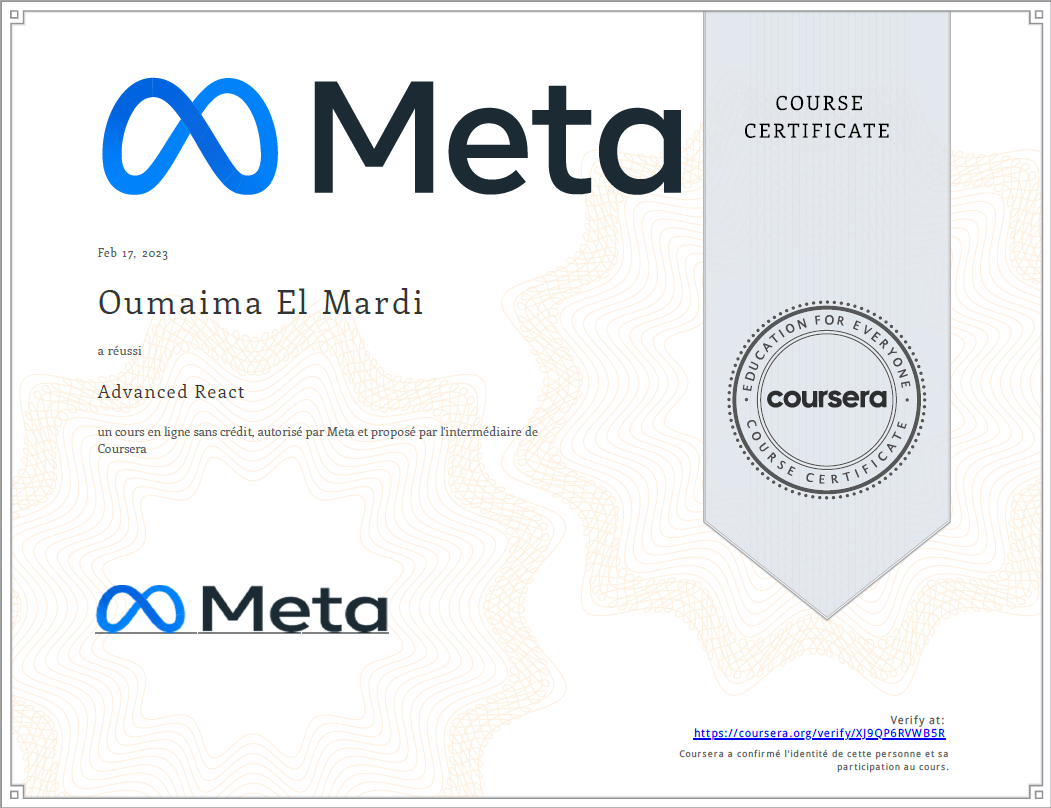 Meta
COURSE
CERTIFICATE
Feb 17, 2023
Oumaima El Mardi
a réussi
Advanced React
un cours en ligne sans crédit, autorisé par Meta et proposé par l'intermédiaire de
Coursera
EDUCATION FOR EVERYONE
coursera
COURSE CERTIFICATE
Meta
Verify at:
https://coursera.org/verify/XJ9QP6RVWB5R
Coursera a confirmé l'identité de cette personne et sa
participation au cours.